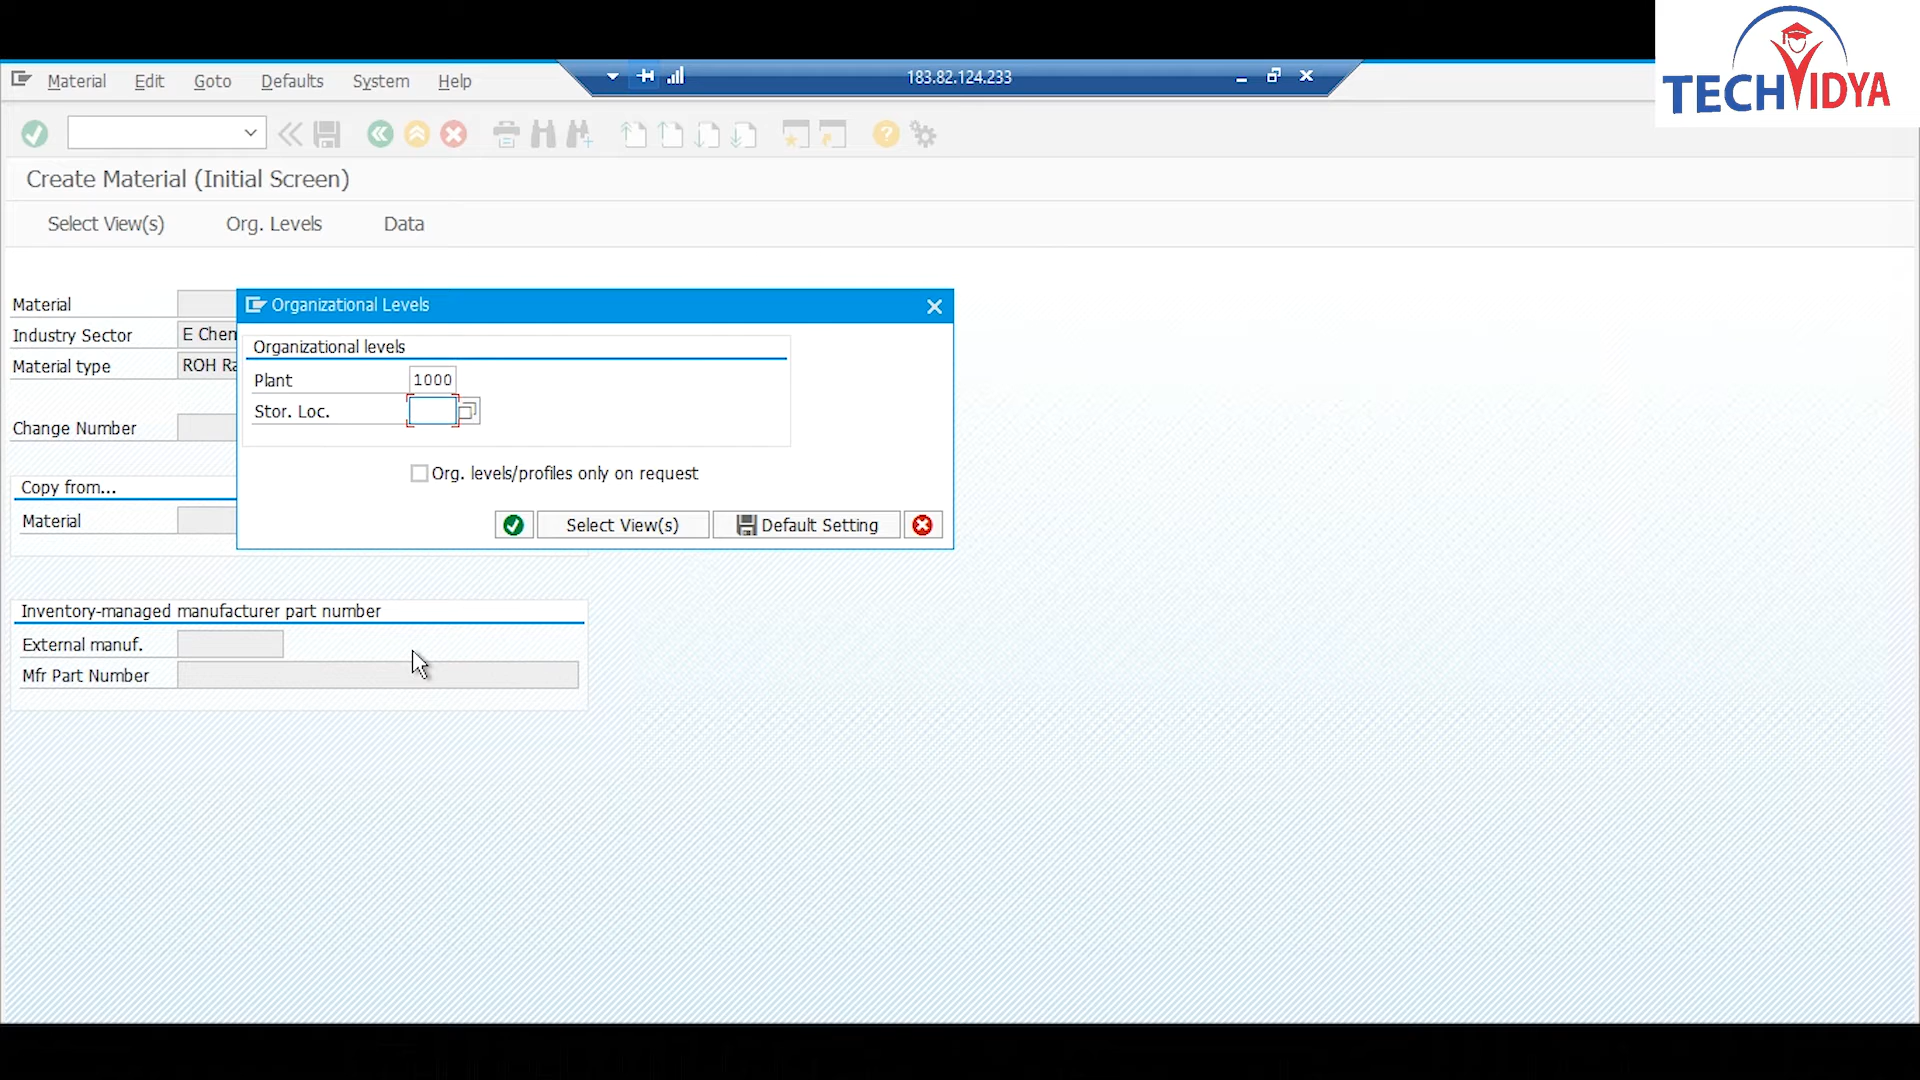 TECHVIDYA
Material Edit Goto Defaults System Help
183.82.124.233
Create Material (Initial Screen)
Select View(s) Org. Levels Data
Material
Industry Sector E Chem
Material type ROH Ra
Change Number
Copy from...
Material
Organizational Levels
Organizational levels
Plant 1000
Stor. Loc.
Org. levels/profiles only on request
Select View(s) Default Setting
Inventory-managed manufacturer part number
External manuf.
Mfr Part Number